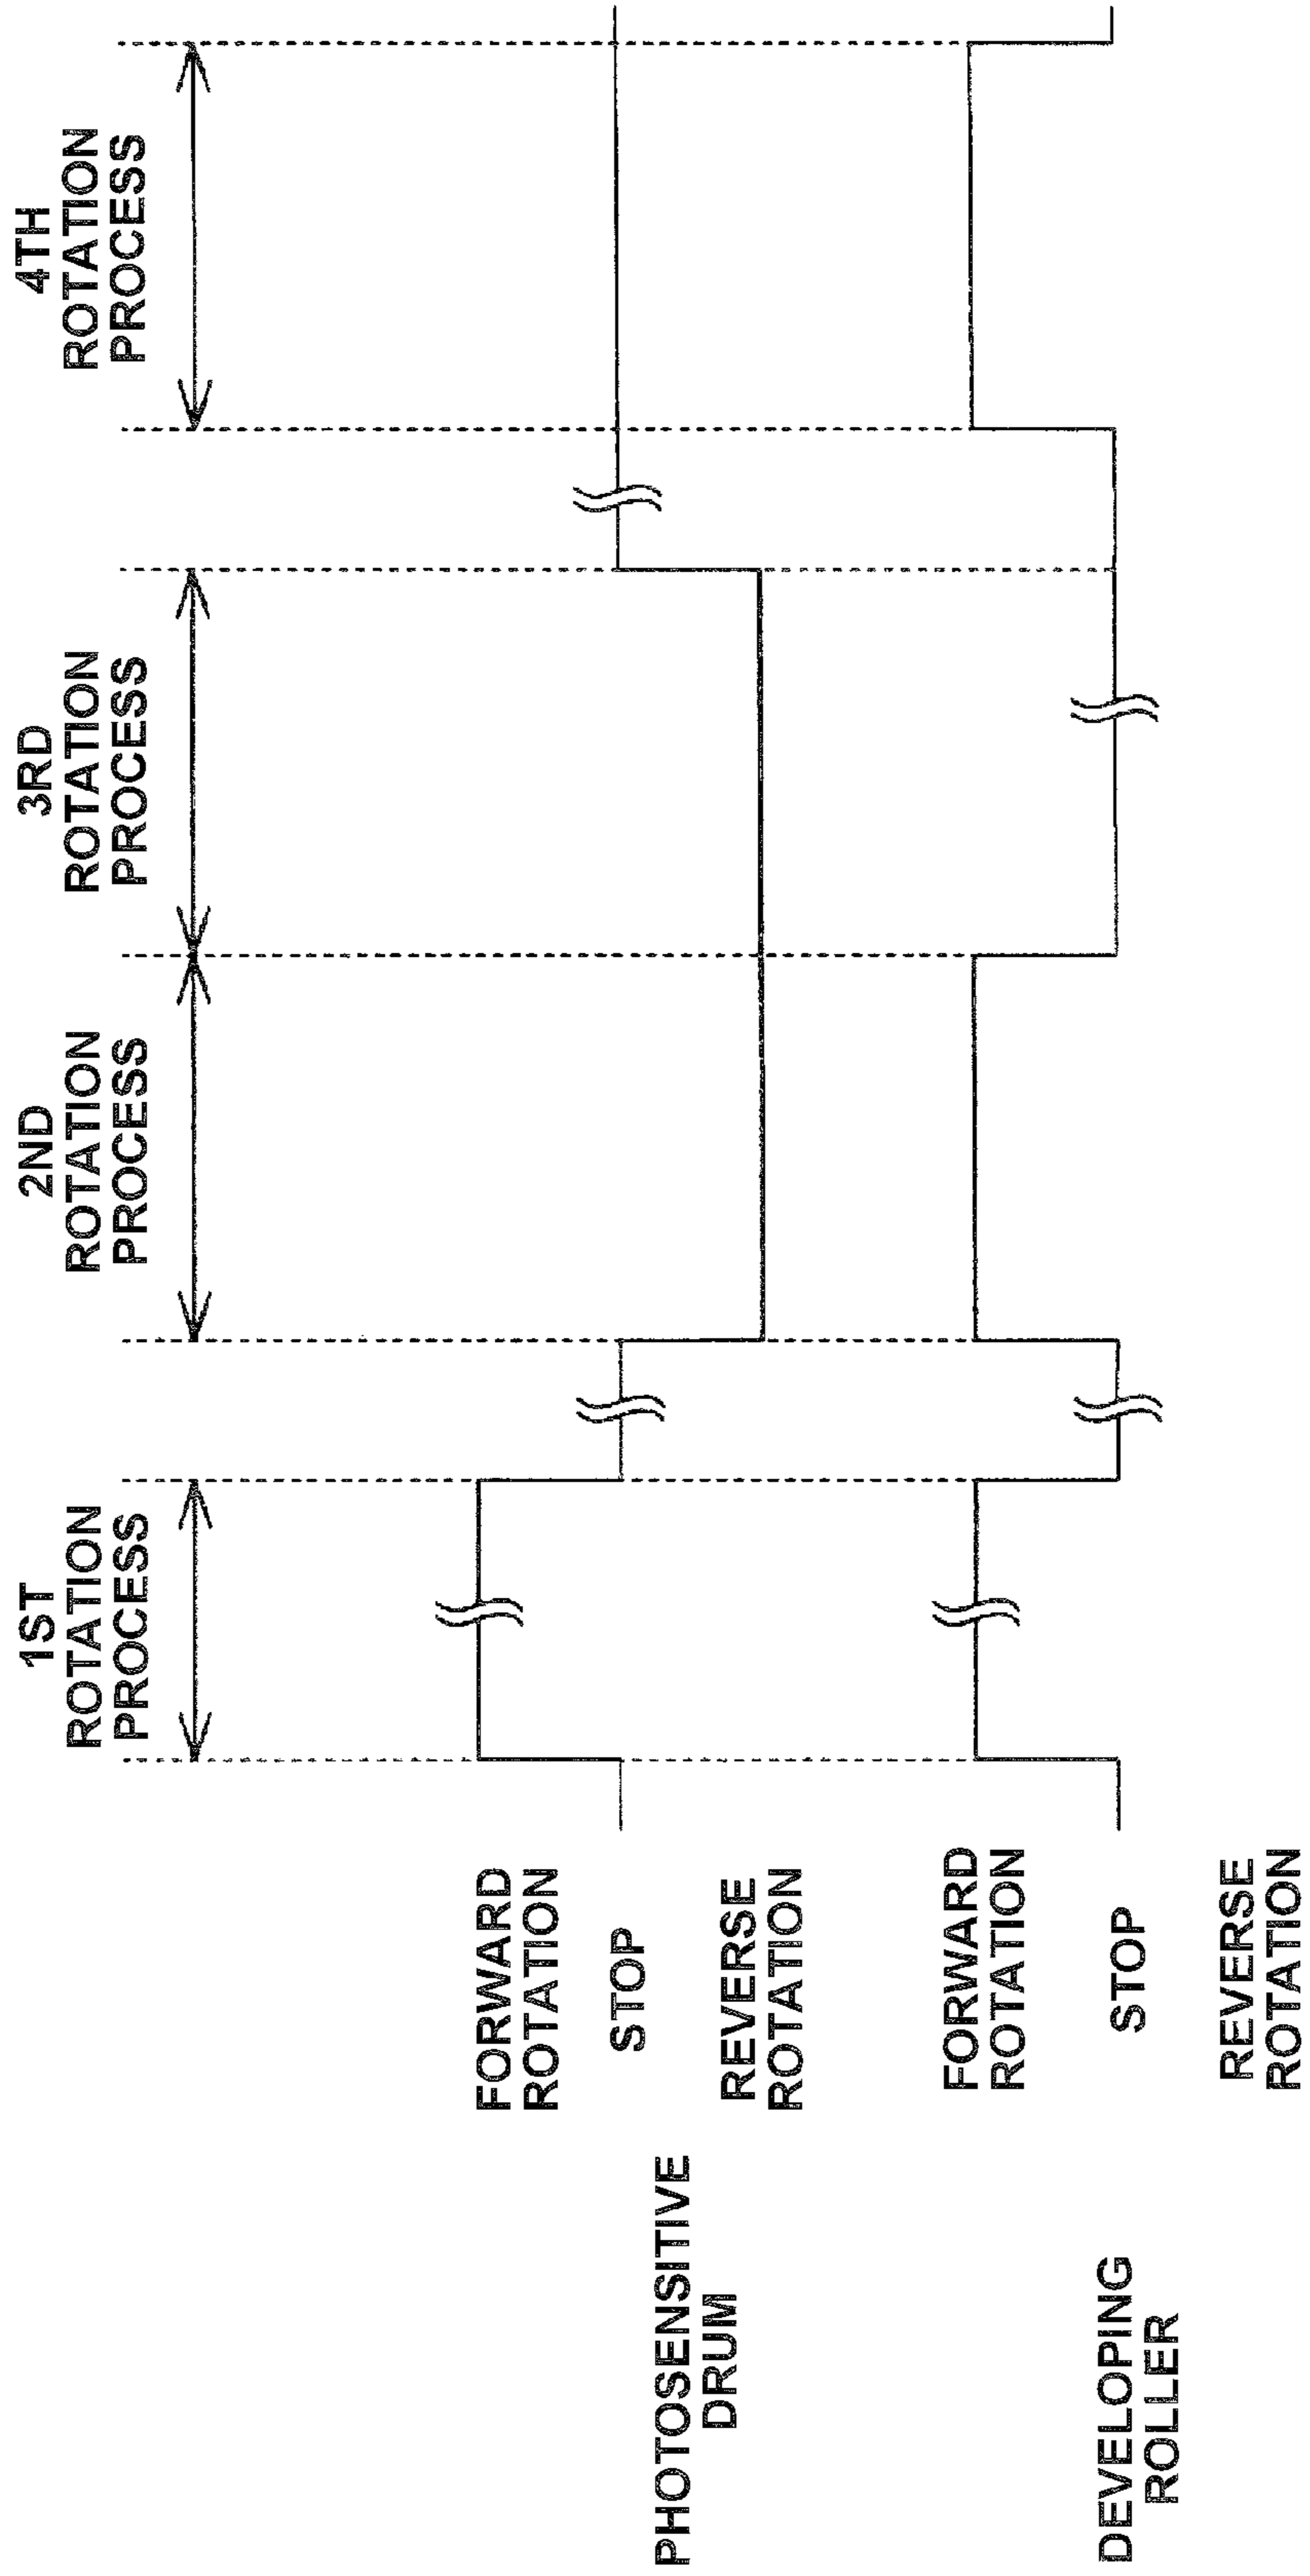 1ST
ROTATION
PROCESS
2ND
ROTATION
PROCESS
3RD
ROTATION
PROCESS
4TH
ROTATION
PROCESS
PHOTOSENSITIVE
DRUM
FORWARD
ROTATION
STOP
REVERSE
ROTATION
DEVELOPING
ROLLER
FORWARD
ROTATION
STOP
REVERSE
ROTATION